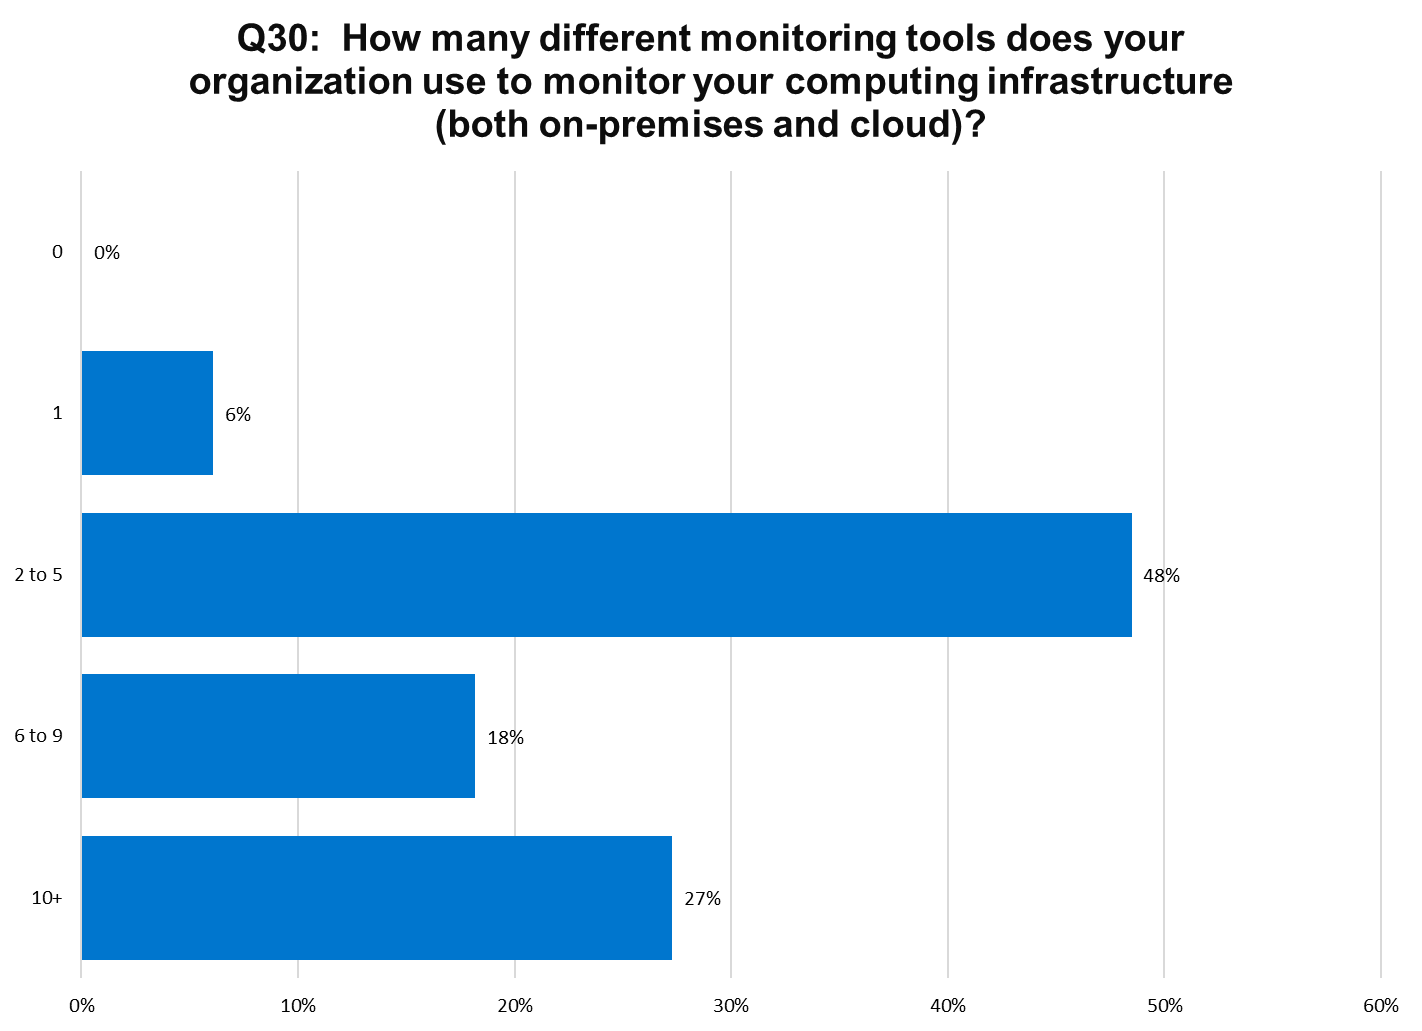 Q30:  How many different monitoring tools does your
organization use to monitor your computing infrastructure
(both on-premises and cloud)?
0 0%
1 6%
2 to 5 48%
6 to 9 18%
10+ 27%
0% 10% 20% 30% 40% 50% 60%